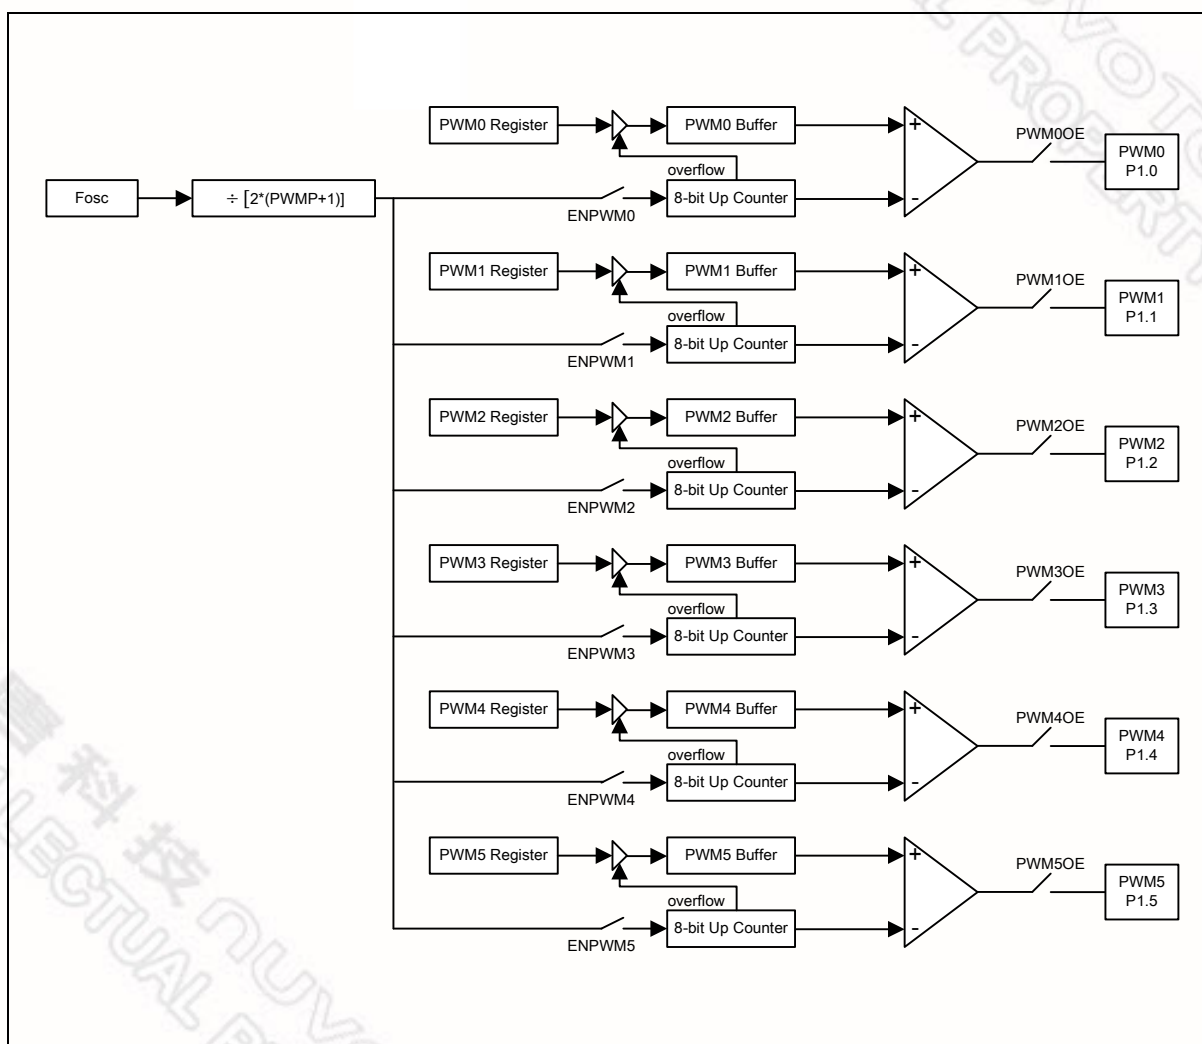 PWM0 Register
PWM0 Buffer
overflow
ENPWM0
8-bit Up Counter
+
-
PWM0OE
PWM0
P1.0
Fosc
÷ [2*(PWMP+1)]
PWM1 Register
PWM1 Buffer
overflow
ENPWM1
8-bit Up Counter
+
-
PWM1OE
PWM1
P1.1
PWM2 Register
PWM2 Buffer
overflow
ENPWM2
8-bit Up Counter
+
-
PWM2OE
PWM2
P1.2
PWM3 Register
PWM3 Buffer
overflow
ENPWM3
8-bit Up Counter
+
-
PWM3OE
PWM3
P1.3
PWM4 Register
PWM4 Buffer
overflow
ENPWM4
8-bit Up Counter
+
-
PWM4OE
PWM4
P1.4
PWM5 Register
PWM5 Buffer
overflow
ENPWM5
8-bit Up Counter
+
-
PWM5OE
PWM5
P1.5
科技